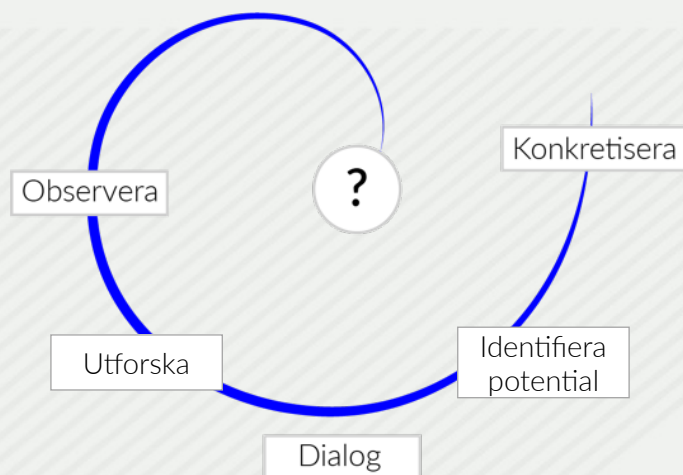 ?
Konkretisera
Observera
Utforska
Identifiera
potential
Dialog